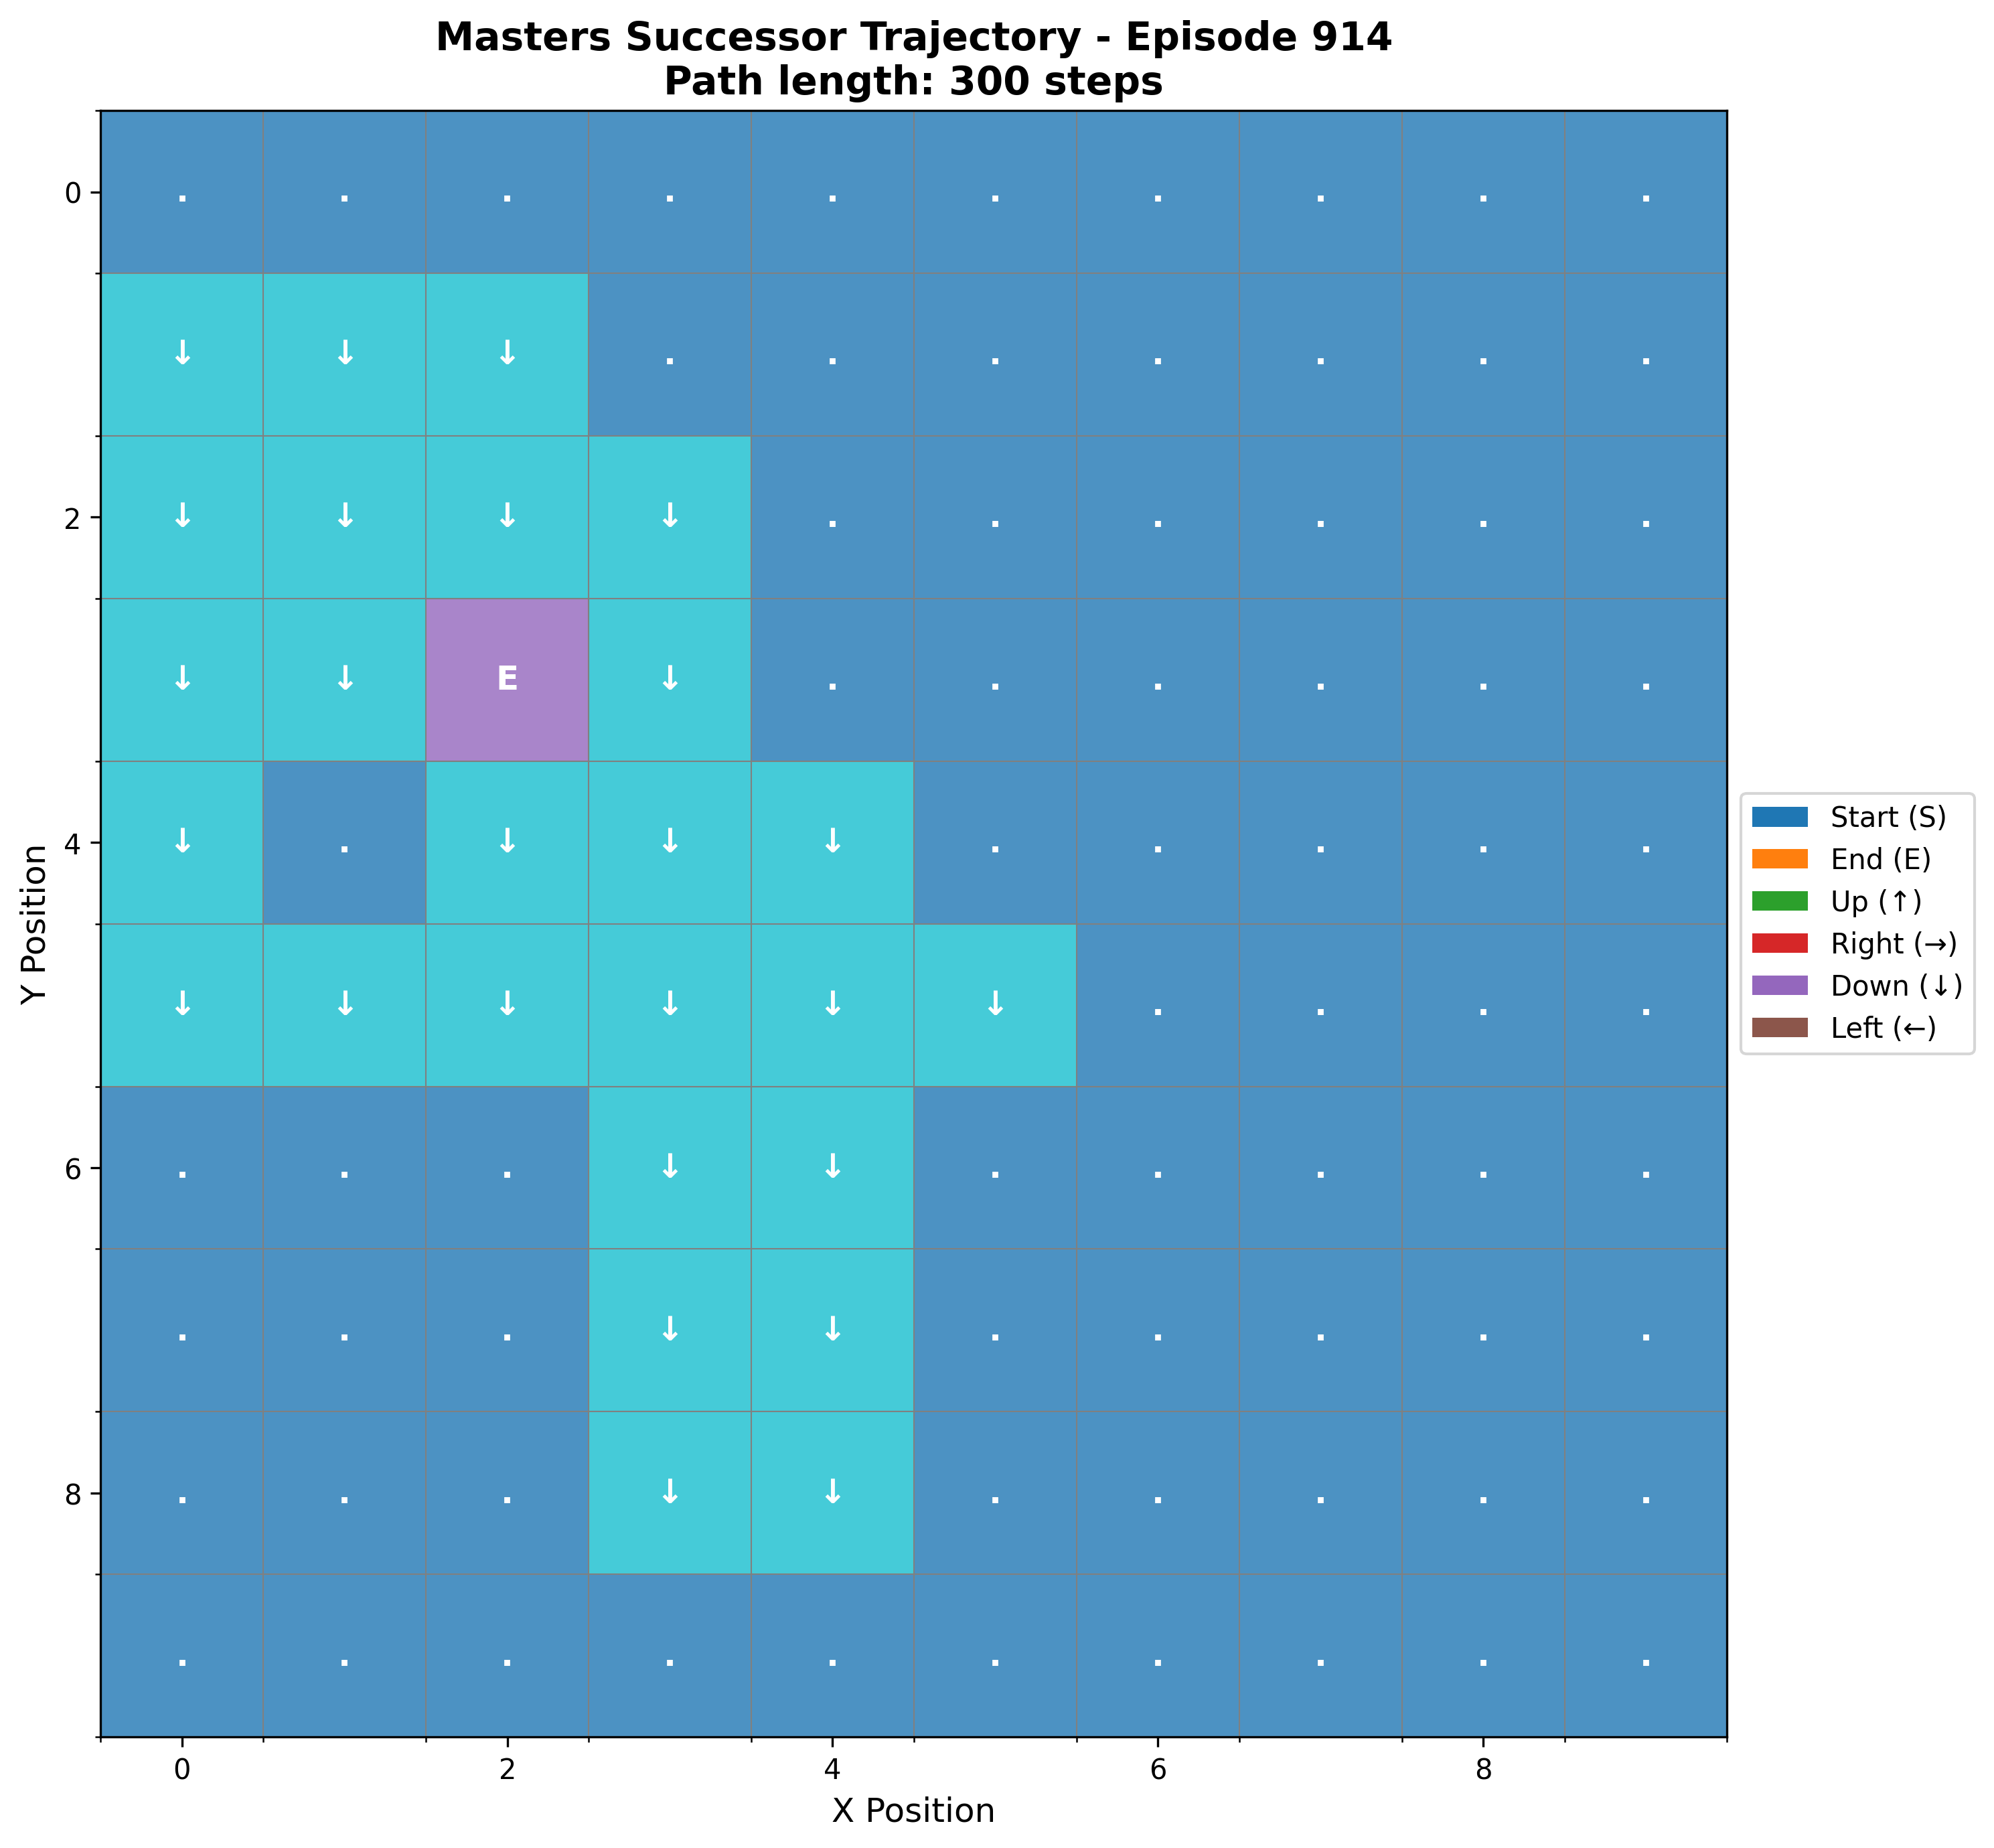 Masters Successor Trajectory - Episode 914
Path length: 300 steps
0 . . . . . . . . . .
↓ ↓ ↓ . . . . . . .
2 ↓ ↓ ↓ ↓ . . . . . .
↓ ↓ E ↓ . . . . . .
4 ↓ . ↓ ↓ ↓ . . . . .
↓ ↓ ↓ ↓ ↓ ↓ . . . .
6 . . . ↓ ↓ . . . . .
. . . ↓ ↓ . . . . .
8 . . . ↓ ↓ . . . . .
. . . . . . . . . .
0 2 4 6 8
X Position
Y Position
Start (S)
End (E)
Up (↑)
Right (→)
Down (↓)
Left (←)